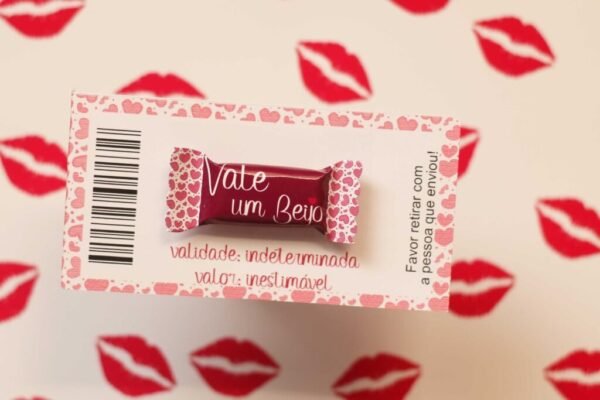 Vale
um Beijo
validade: indeterminada
valor: inestimável
Favor retirar com
a pessoa que enviou!